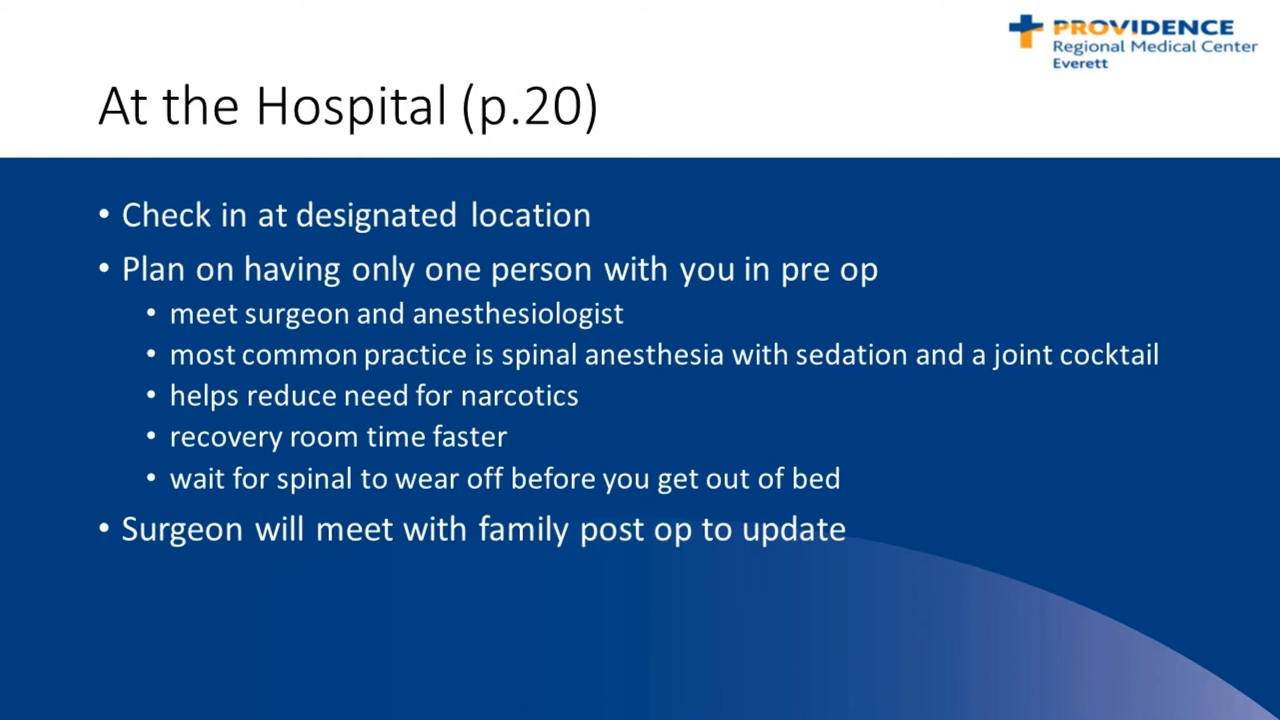 PROVIDENCE
Regional Medical Center
Everett
At the Hospital (p.20)
• Check in at designated location
• Plan on having only one person with you in pre op
• meet surgeon and anesthesiologist
• most common practice is spinal anesthesia with sedation and a joint cocktail
• helps reduce need for narcotics
• recovery room time faster
• wait for spinal to wear off before you get out of bed
• Surgeon will meet with family post op to update